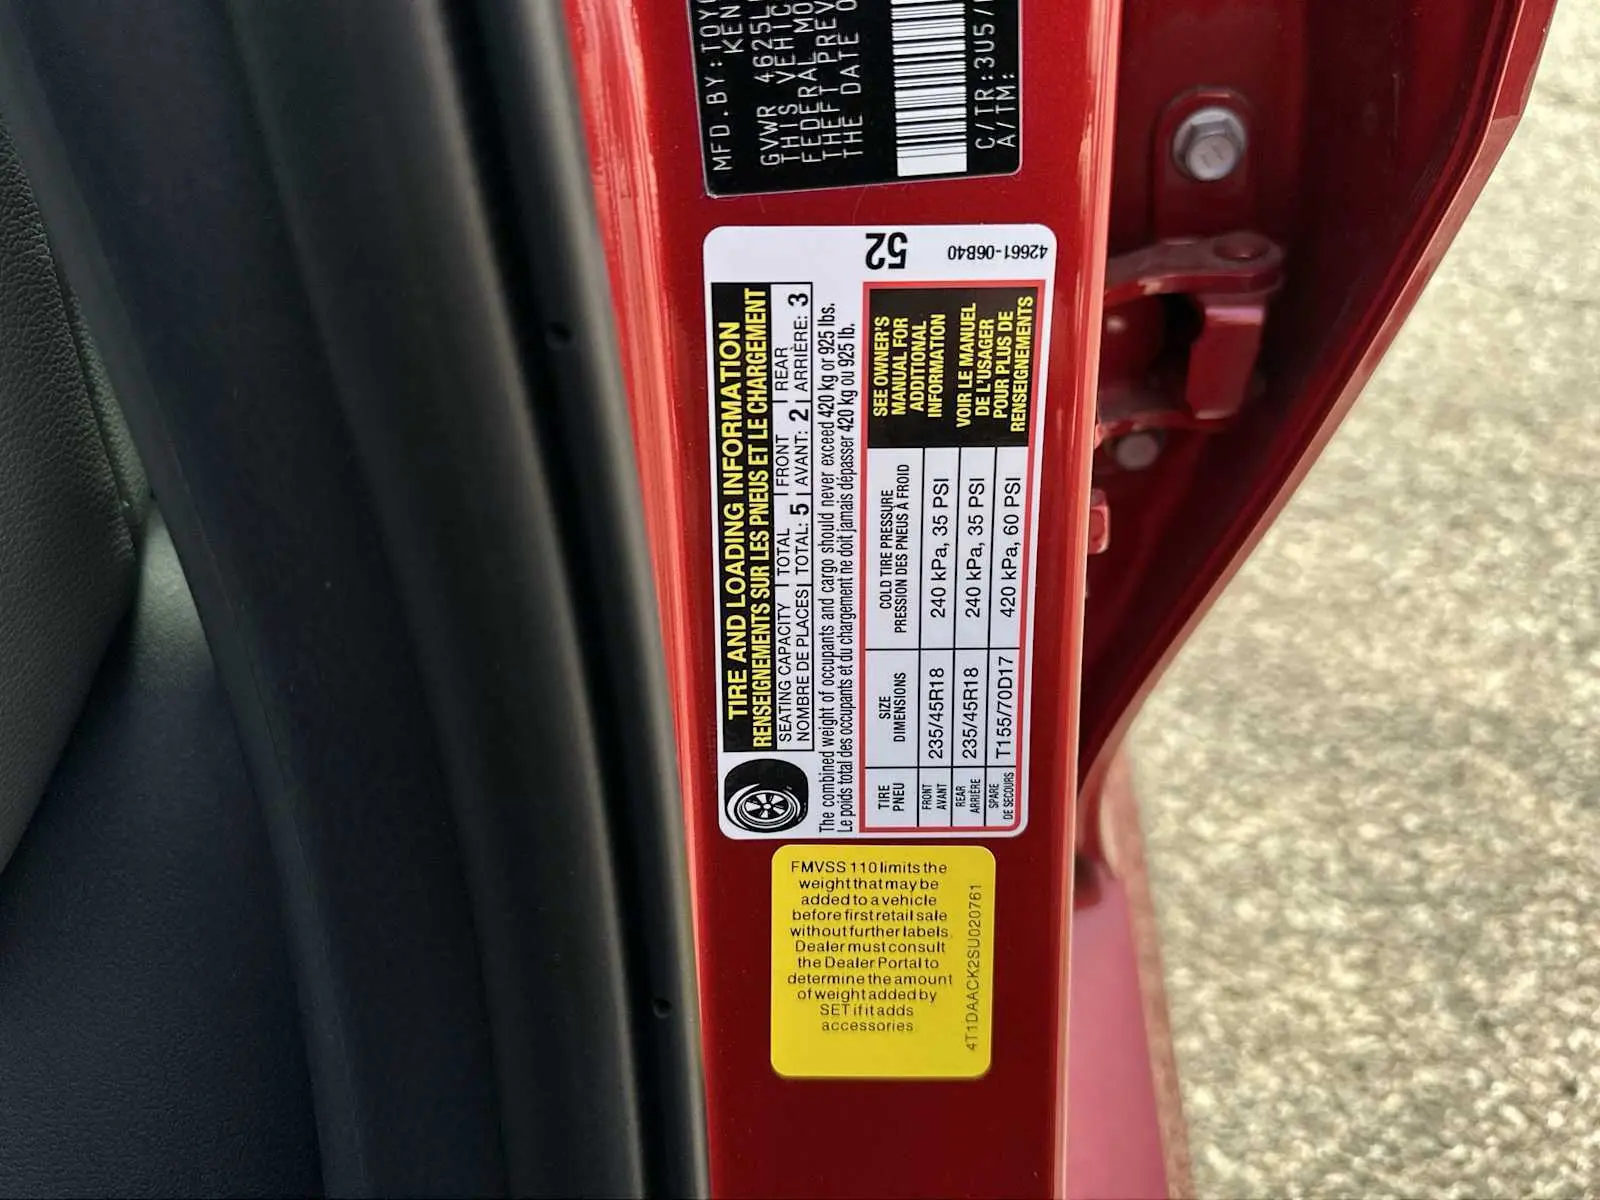 MFD.BY:TOYO
KEN
GVWR 4625L
THIS VEHIC
FEDERAL MO
THEFT PREV
THE DATE O
C/TR:3U5/
A/TM:
52
42661-06B40
TIRE AND LOADING INFORMATION
RENSEIGNEMENTS SUR LES PNEUS ET LE CHARGEMENT
SEATING CAPACITY TOTAL FRONT REAR
NOMBRE DE PLACES TOTAL: 5 AVANT: 2 ARRIÈRE: 3
The combined weight of occupants and cargo should never exceed 420 kg or 925 lbs.
Le poids total des occupants et du chargement ne doit jamais dépasser 420 kg ou 925 lb.
TIRE SIZE COLD TIRE PRESSURE
PNEU DIMENSIONS PRESSION DES PNEUS À FROID
FRONT
AVANT 235/45R18 240 kPa, 35 PSI
REAR
ARRIÈRE 235/45R18 240 kPa, 35 PSI
SPARE
DE SECOURS T155/70D17 420 kPa, 60 PSI
SEE OWNER'S
MANUAL FOR
ADDITIONAL
INFORMATION
VOIR LE MANUEL
DE L'USAGER
POUR PLUS DE
RENSEIGNEMENTS
FMVSS 110 limits the
weight that may be
added to a vehicle
before first retail sale
without further labels.
Dealer must consult
the Dealer Portal to
determine the amount
of weight added by
SET if it adds
accessories
4T1DAACK2SU020761